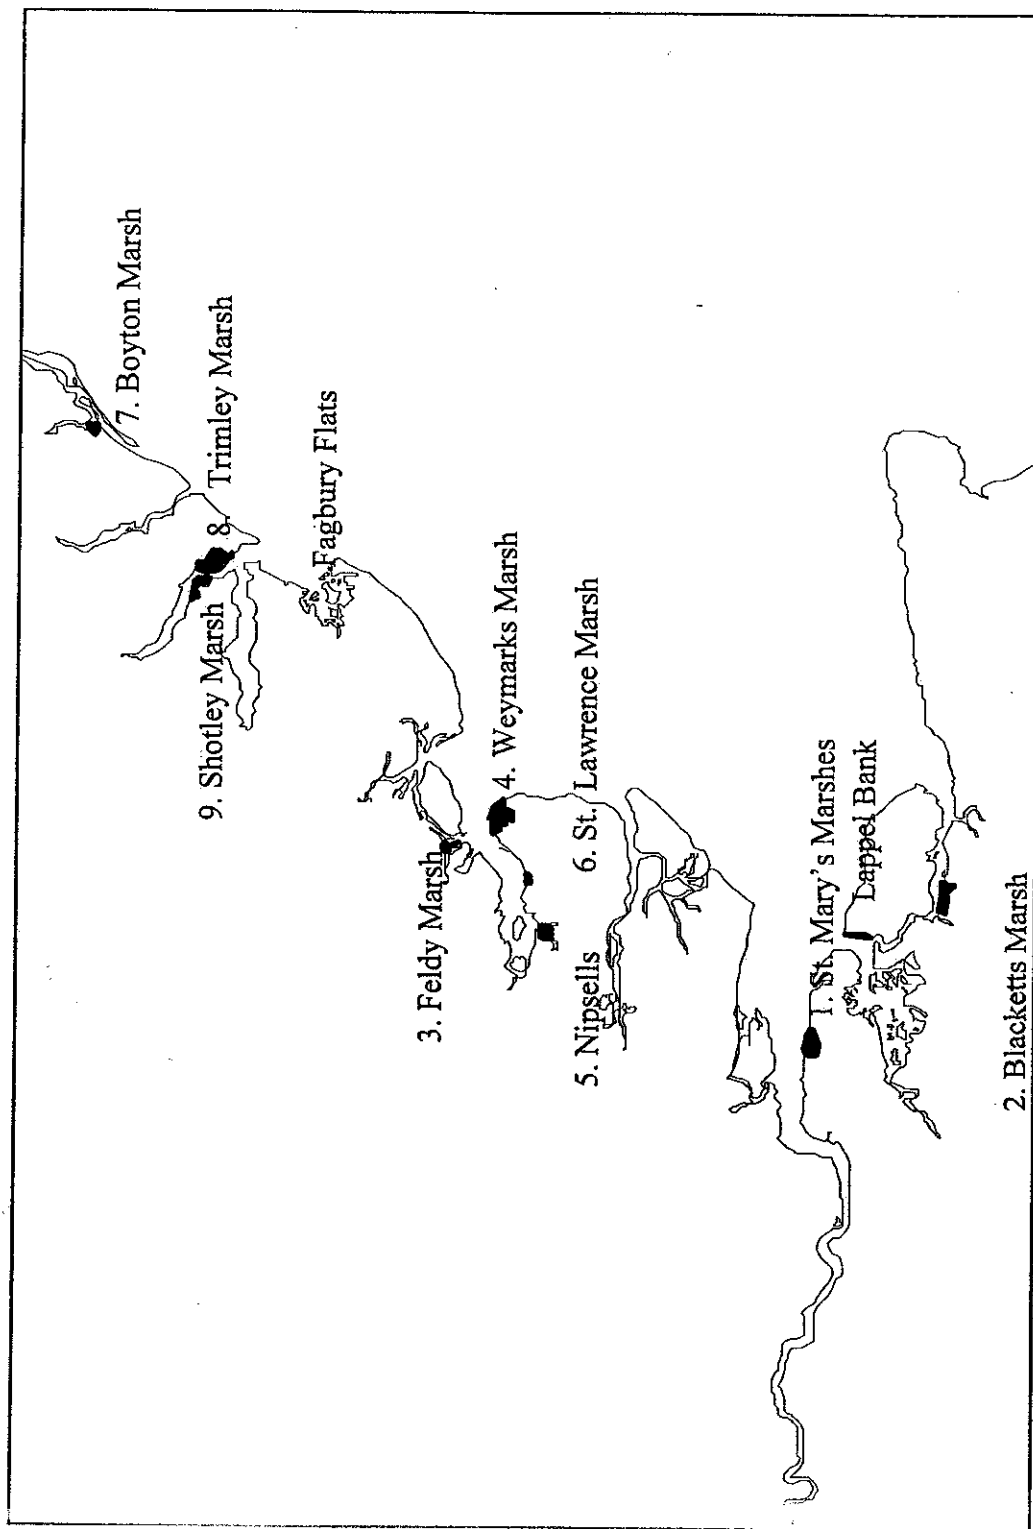 7. Boyton Marsh
8. Trimley Marsh
9. Shotley Marsh
Fagbury Flats
3. Feldy Marsh
4. Weymarks Marsh
5. Nipsells
6. St. Lawrence Marsh
1. St. Mary's Marshes
Lappel Bank
2. Blacketts Marsh